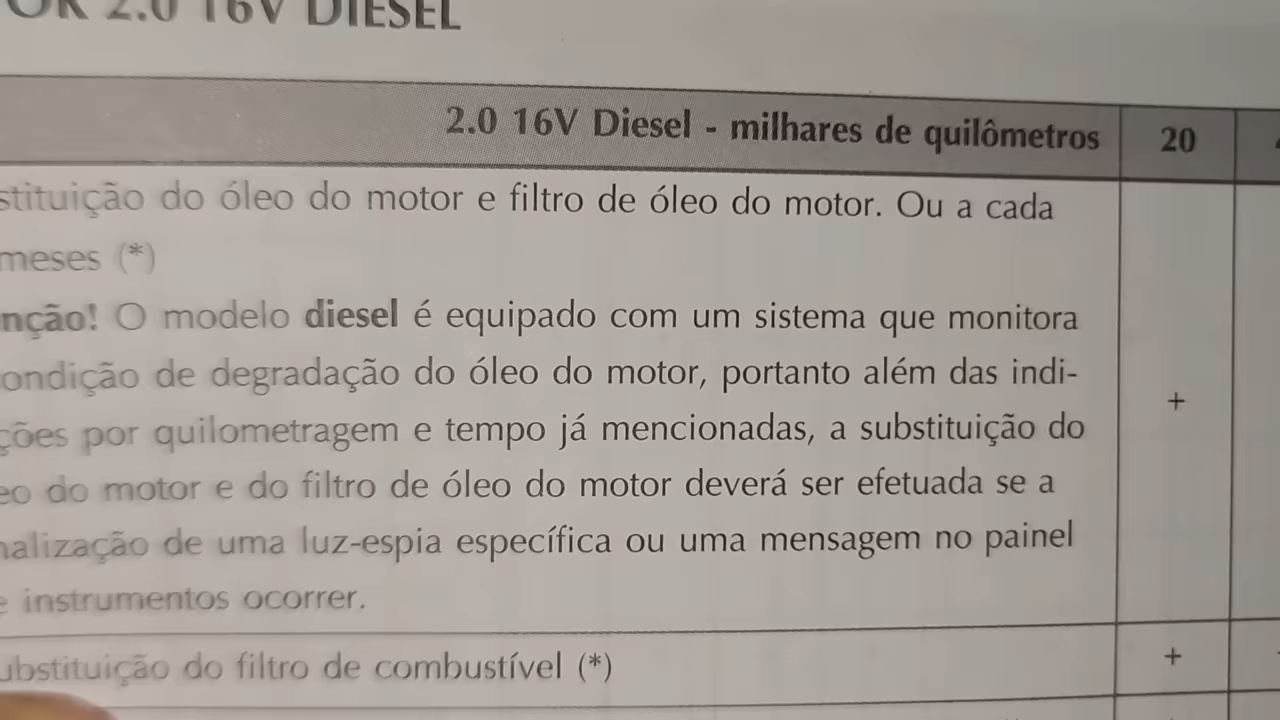 2.0 16V DIESEL
2.0 16V Diesel - milhares de quilômetros 20
stituição do óleo do motor e filtro de óleo do motor. Ou a cada
meses (*)
nção! O modelo diesel é equipado com um sistema que monitora
ondição de degradação do óleo do motor, portanto além das indi-
ções por quilometragem e tempo já mencionadas, a substituição do
+
eo do motor e do filtro de óleo do motor deverá ser efetuada se a
nalização de uma luz-espia específica ou uma mensagem no painel
e instrumentos ocorrer.
ubstituição do filtro de combustível (*) +